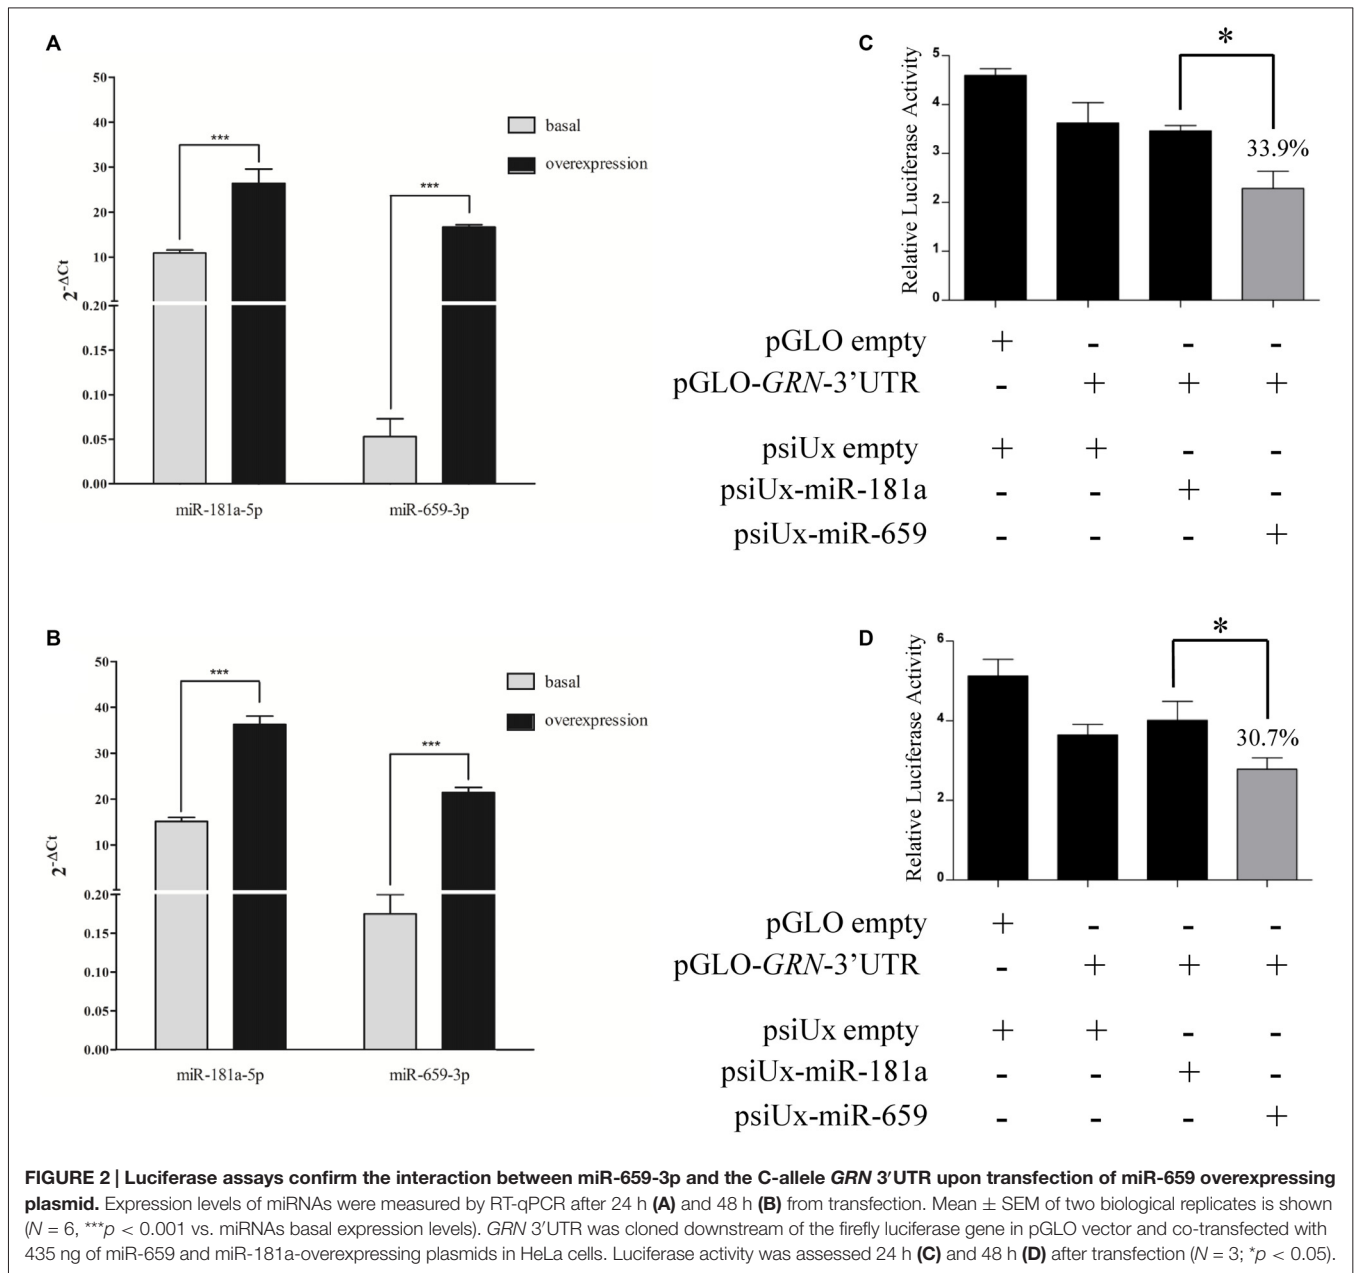 A
50
40
30
20
10
0.20
0.15
0.10
0.05
0.00
2^-ΔCt
***
***
basal
overexpression
miR-181a-5p
miR-659-3p
C
5
4
3
2
1
0
Relative Luciferase Activity
*
33.9%
pGLO empty + - - -
pGLO-GRN-3'UTR - + + +
psiUx empty + + - -
psiUx-miR-181a - - + -
psiUx-miR-659 - - - +
B
50
40
30
20
10
0.20
0.15
0.10
0.05
0.00
2^-ΔCt
***
***
basal
overexpression
miR-181a-5p
miR-659-3p
D
6
4
2
0
Relative Luciferase Activity
*
30.7%
pGLO empty + - - -
pGLO-GRN-3'UTR - + + +
psiUx empty + + - -
psiUx-miR-181a - - + -
psiUx-miR-659 - - - +
FIGURE 2 | Luciferase assays confirm the interaction between miR-659-3p and the C-allele GRN 3′UTR upon transfection of miR-659 overexpressing
plasmid. Expression levels of miRNAs were measured by RT-qPCR after 24 h (A) and 48 h (B) from transfection. Mean ± SEM of two biological replicates is shown
(N = 6, ***p < 0.001 vs. miRNAs basal expression levels). GRN 3′UTR was cloned downstream of the firefly luciferase gene in pGLO vector and co-transfected with
435 ng of miR-659 and miR-181a-overexpressing plasmids in HeLa cells. Luciferase activity was assessed 24 h (C) and 48 h (D) after transfection (N = 3; *p < 0.05).